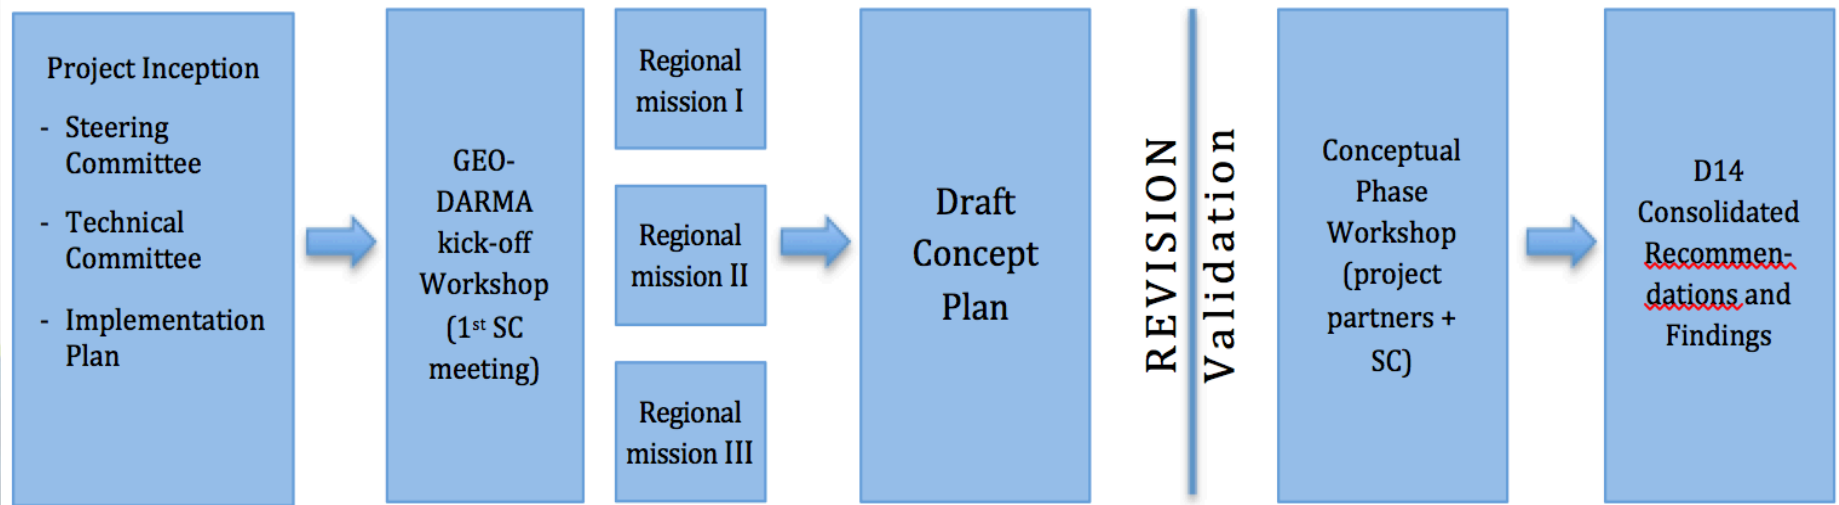 Project Inception
- Steering
Committee
- Technical
Committee
- Implementation
Plan
GEO-
DARMA
kick-off
Workshop
(1st SC
meeting)
Regional
mission I
Regional
mission II
Regional
mission III
Draft
Concept
Plan
REVISION
Validation
Conceptual
Phase
Workshop
(project
partners +
SC)
D14
Consolidated
Recommen-
dations and
Findings